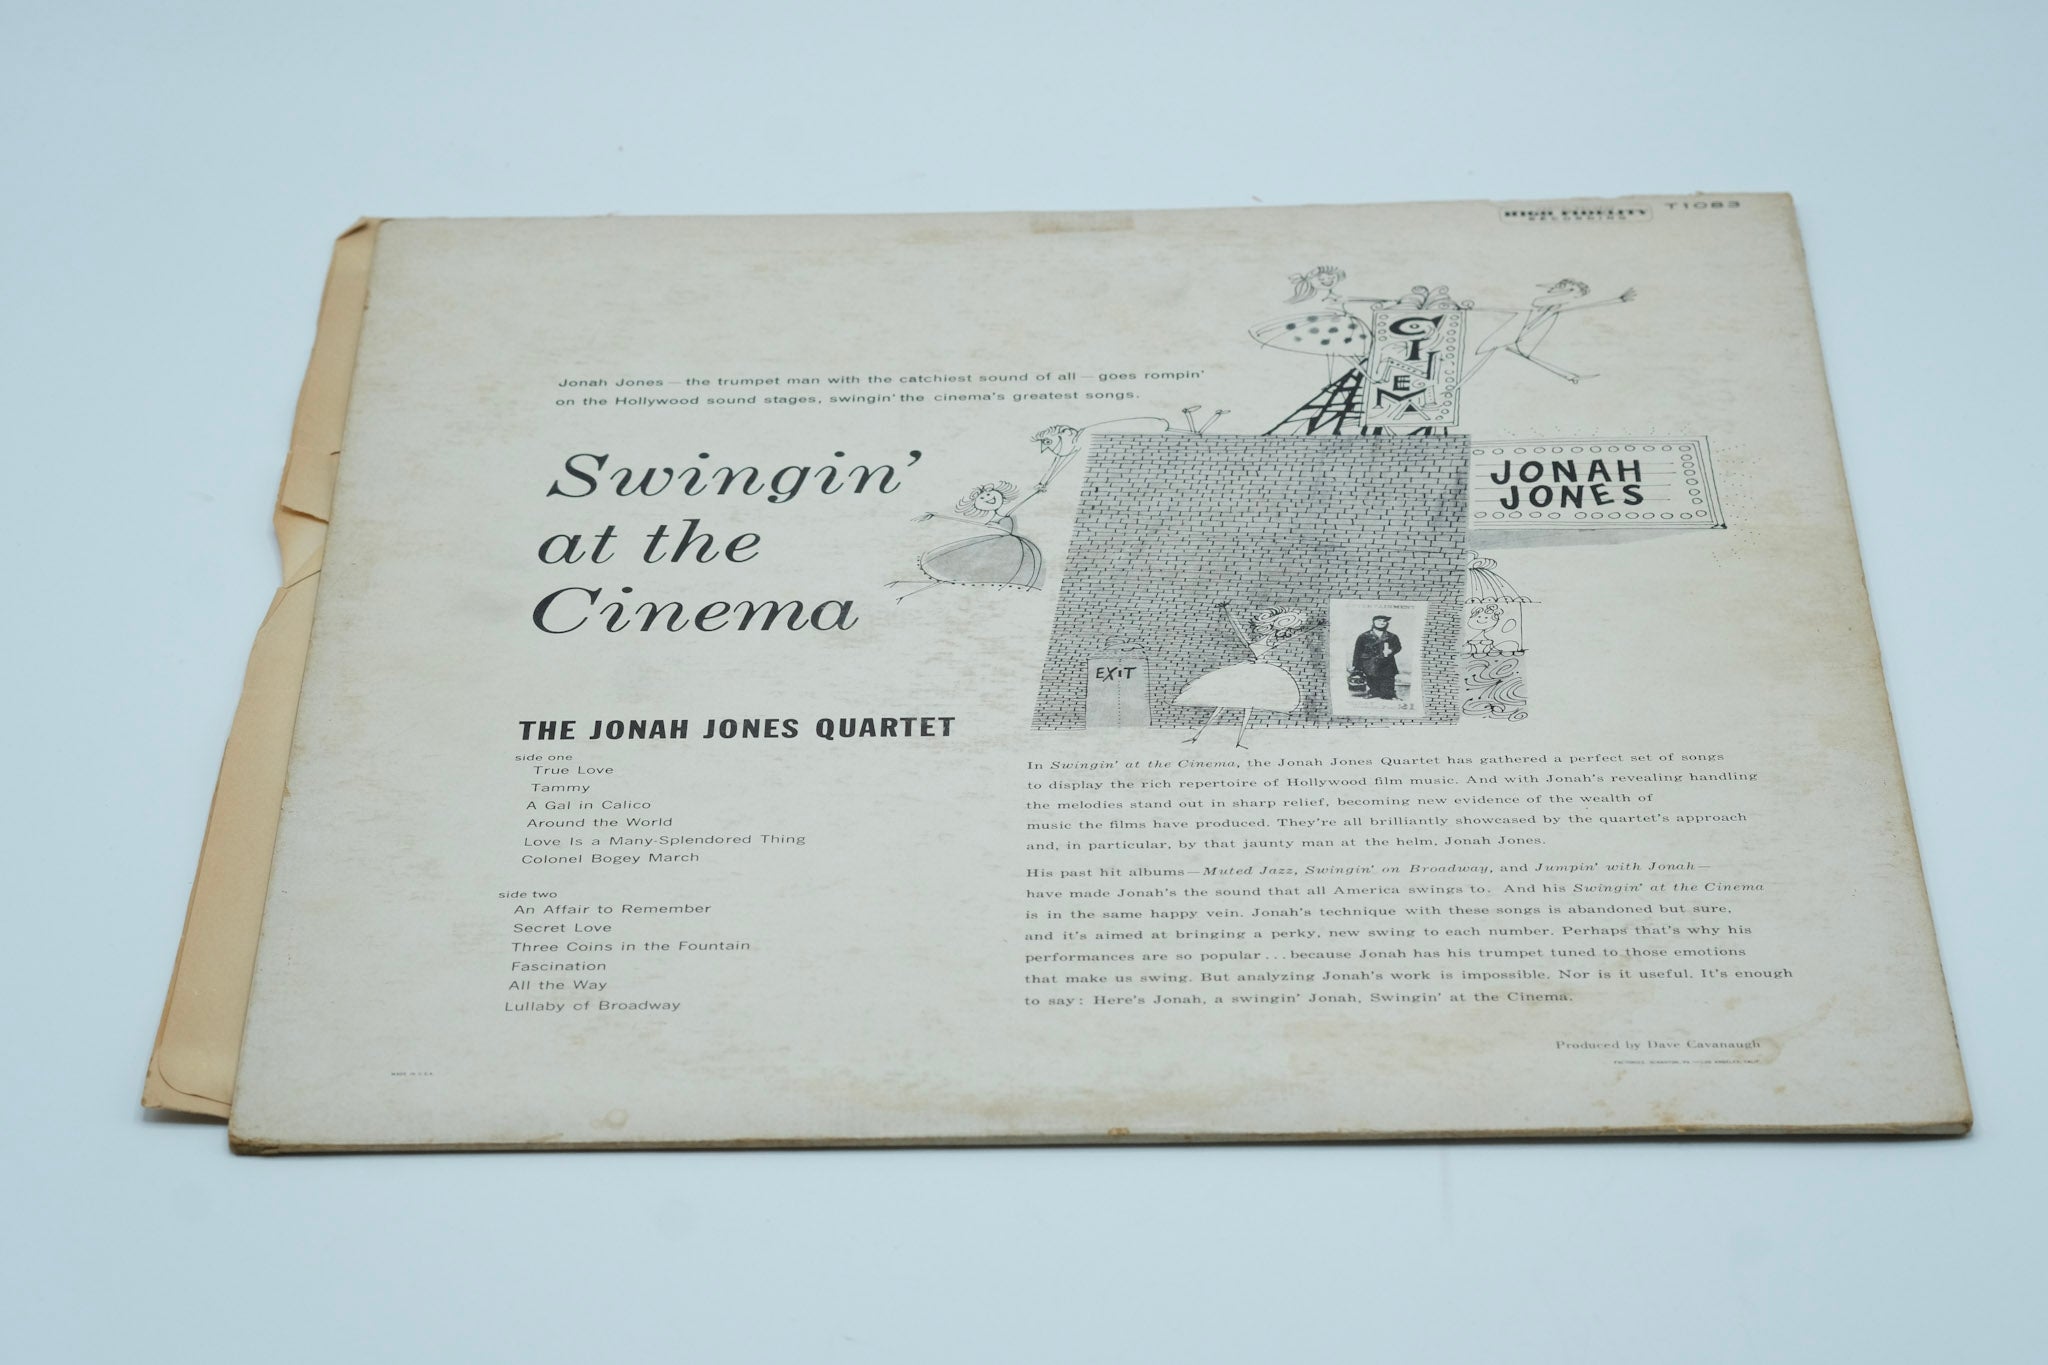 HIGH FIDELITY
RECORDING
T1083
Jonah Jones — the trumpet man with the catchiest sound of all — goes rompin'
on the Hollywood sound stages, swingin' the cinema's greatest songs.
Swingin'
at the
Cinema
CINEMA
JONAH
JONES
EXIT
THE JONAH JONES QUARTET
side one
True Love
Tammy
A Gal in Calico
Around the World
Love Is a Many-Splendored Thing
Colonel Bogey March
side two
An Affair to Remember
Secret Love
Three Coins in the Fountain
Fascination
All the Way
Lullaby of Broadway
In Swingin' at the Cinema, the Jonah Jones Quartet has gathered a perfect set of songs
to display the rich repertoire of Hollywood film music. And with Jonah's revealing handling
the melodies stand out in sharp relief, becoming new evidence of the wealth of
music the films have produced. They're all brilliantly showcased by the quartet's approach
and, in particular, by that jaunty man at the helm, Jonah Jones.
His past hit albums—Muted Jazz, Swingin' on Broadway, and Jumpin' with Jonah—
have made Jonah's the sound that all America swings to. And his Swingin' at the Cinema
is in the same happy vein. Jonah's technique with these songs is abandoned but sure,
and it's aimed at bringing a perky, new swing to each number. Perhaps that's why his
performances are so popular...because Jonah has his trumpet tuned to those emotions
that make us swing. But analyzing Jonah's work is impossible. Nor is it useful. It's enough
to say: Here's Jonah, a swingin' Jonah, Swingin' at the Cinema.
Produced by Dave Cavanaugh
FACTORIES: SCRANTON, PA.—LOS ANGELES, CALIF.
MADE IN U.S.A.